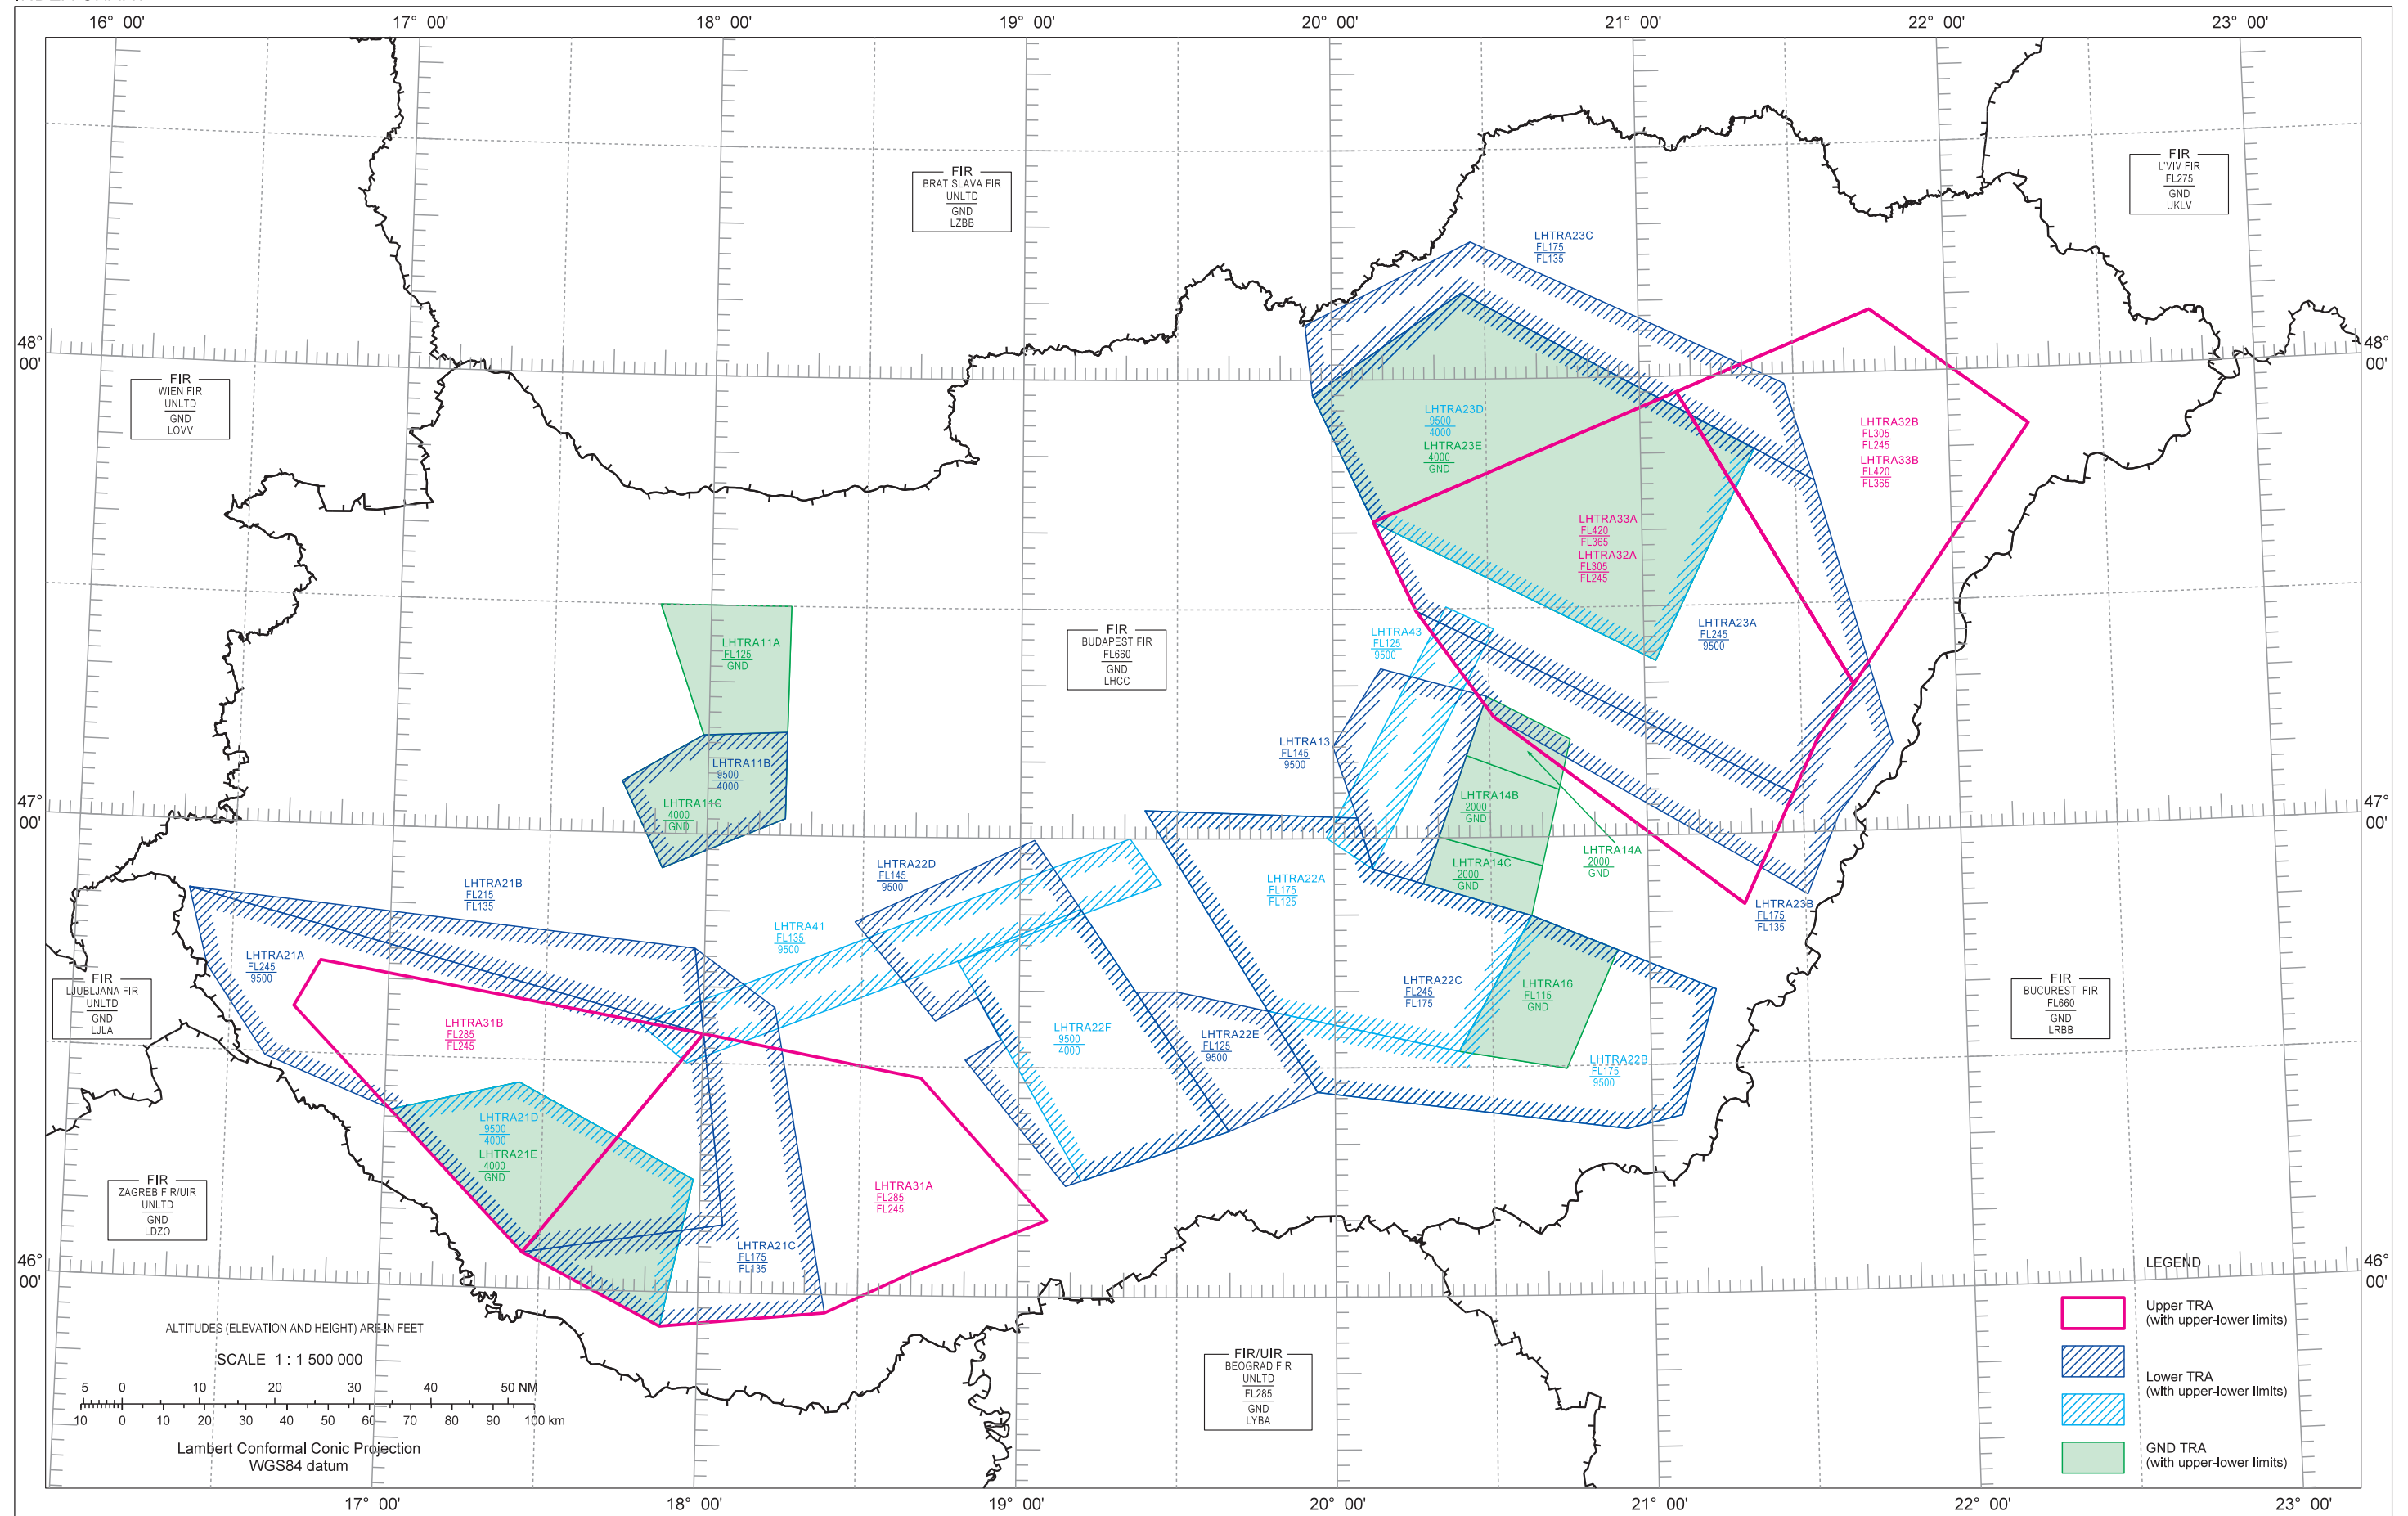 16° 00'
17° 00'
18° 00'
19° 00'
20° 00'
21° 00'
22° 00'
23° 00'
FIR
BRATISLAVA FIR
UNLTD
GND
LZBB
FIR
L'VIV FIR
FL275
GND
UKLV
LHTRA23C
FL175
FL135
48°
00'
48°
00'
FIR
WIEN FIR
UNLTD
GND
LOVV
LHTRA23D
9500
4000
LHTRA23E
4000
GND
LHTRA32B
FL305
FL245
LHTRA33B
FL420
FL365
LHTRA33A
FL420
FL365
LHTRA32A
FL305
FL245
LHTRA11A
FL125
GND
FIR
BUDAPEST FIR
FL660
GND
LHCC
LHTRA43
FL125
9500
LHTRA23A
FL245
9500
LHTRA13
FL145
9500
LHTRA11B
9500
4000
LHTRA11C
4000
GND
LHTRA14B
2000
GND
47°
00'
47°
00'
LHTRA14A
2000
GND
LHTRA14C
2000
GND
LHTRA22D
FL145
9500
LHTRA22A
FL175
FL125
LHTRA21B
FL215
FL135
LHTRA23B
FL175
FL135
LHTRA41
FL135
9500
LHTRA21A
FL245
9500
FIR
LJUBLJANA FIR
UNLTD
GND
LJLA
LHTRA22C
FL245
FL175
LHTRA16
FL115
GND
FIR
BUCURESTI FIR
FL660
GND
LRBB
LHTRA31B
FL285
FL245
LHTRA22F
9500
4000
LHTRA22E
FL125
9500
LHTRA22B
FL175
9500
LHTRA21D
9500
4000
LHTRA21E
4000
GND
FIR
ZAGREB FIR/UIR
UNLTD
GND
LDZO
LHTRA31A
FL285
FL245
LHTRA21C
FL175
FL135
46°
00'
46°
00'
LEGEND
Upper TRA
(with upper-lower limits)
Lower TRA
(with upper-lower limits)
GND TRA
(with upper-lower limits)
ALTITUDES (ELEVATION AND HEIGHT) ARE IN FEET
SCALE 1 : 1 500 000
5 0 10 20 30 40 50 NM
10 0 10 20 30 40 50 60 70 80 90 100 km
Lambert Conformal Conic Projection
WGS84 datum
FIR/UIR
BEOGRAD FIR
UNLTD
FL285
GND
LYBA
17° 00'
18° 00'
19° 00'
20° 00'
21° 00'
22° 00'
23° 00'